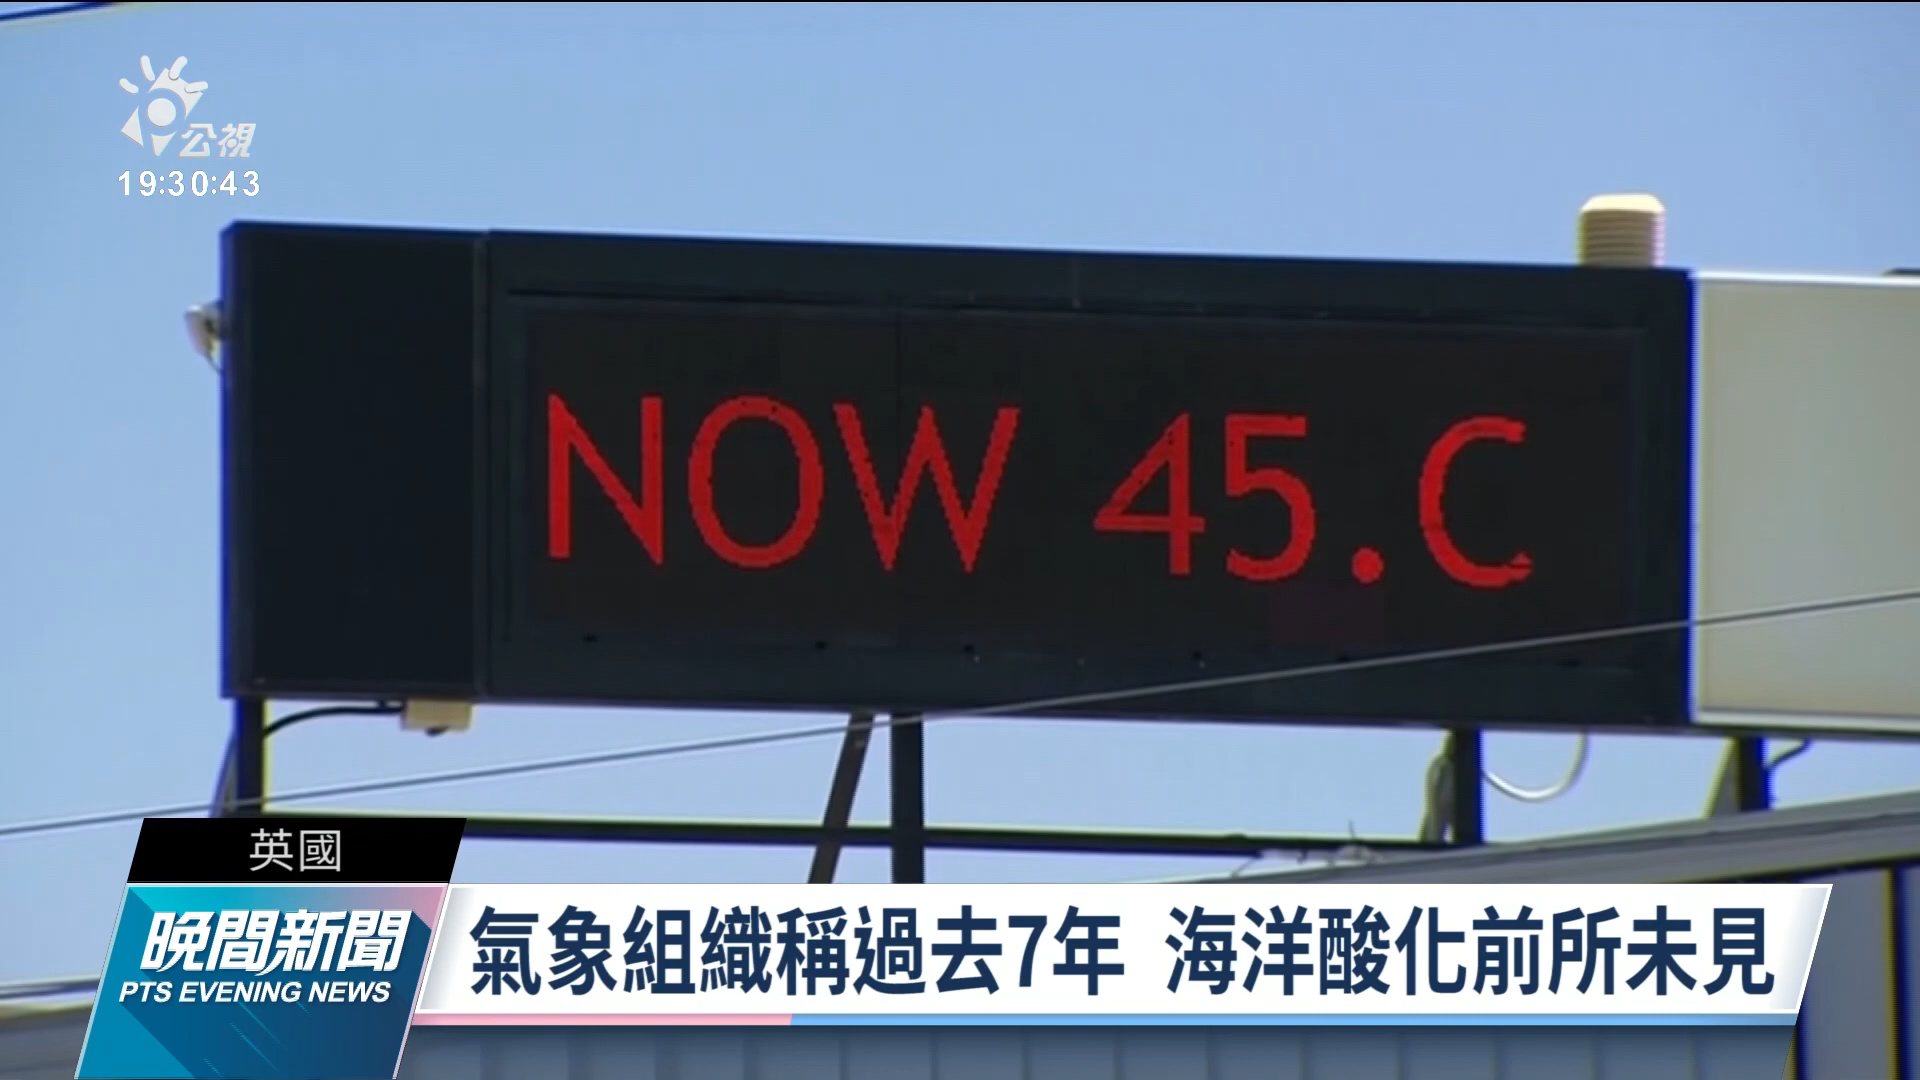 公視
19:30:43
NOW 45.C
英國
晚間新聞
PTS EVENING NEWS
氣象組織稱過去7年 海洋酸化前所未見